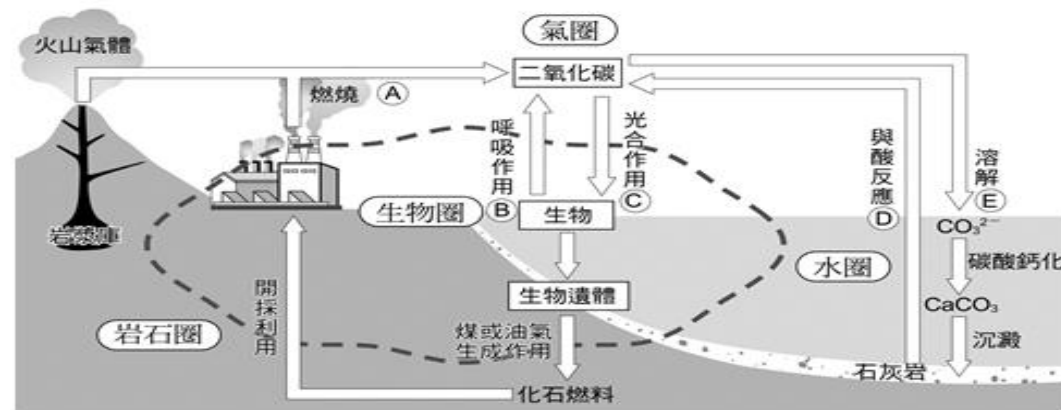 氣圈
火山氣體
二氧化碳
燃燒 A
呼吸作用 B
光合作用 C
與酸反應 D
溶解 E
生物圈
生物
CO₃²⁻
岩漿庫
碳酸鈣化
水圈
生物遺體
CaCO₃
開採利用
岩石圈
煤或油氣
生成作用
沉澱
石灰岩
化石燃料